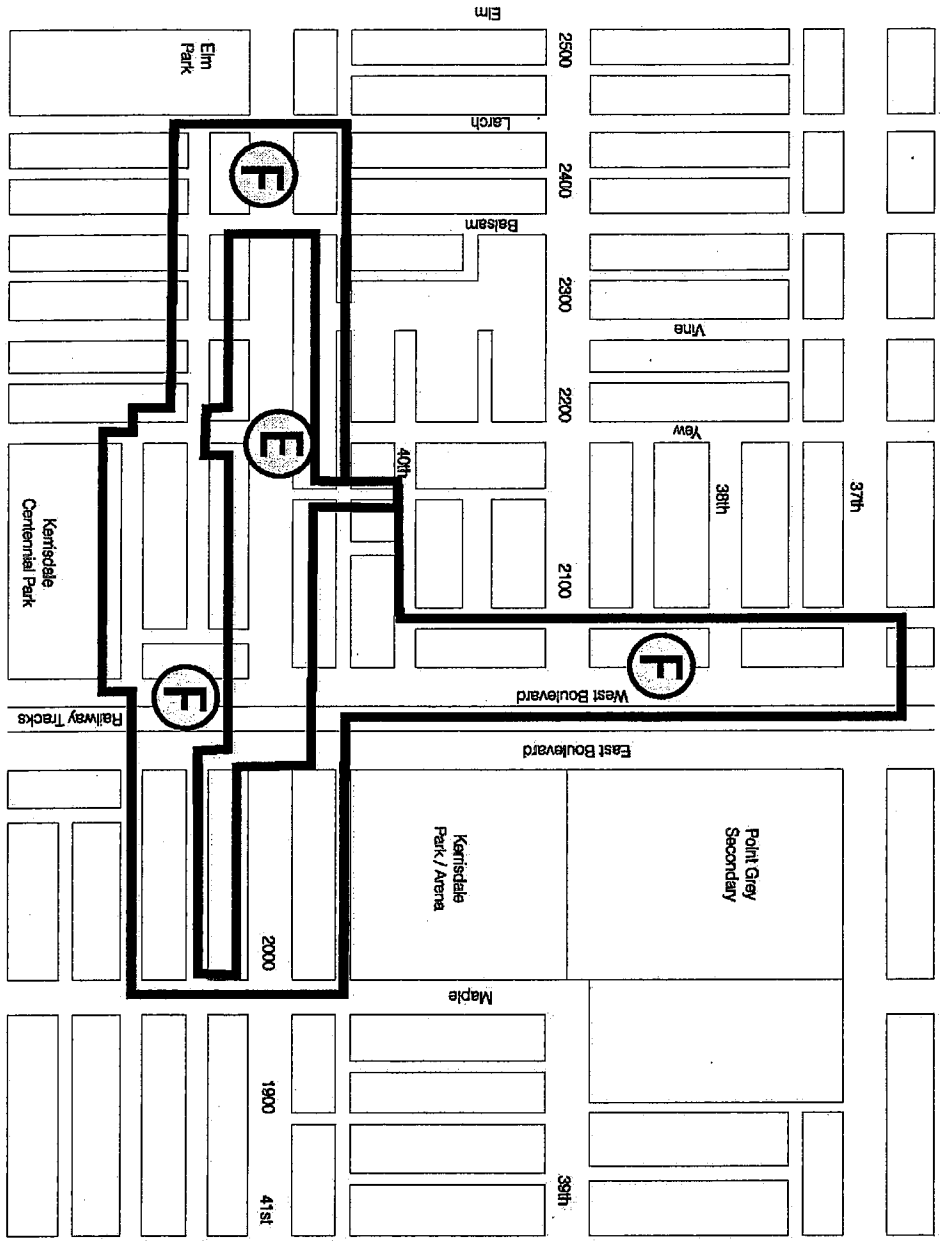 Elm
2500
Larch
2400
Balsam
2300
Vine
2200
Yew
2100
40th
38th
37th
Elm
Park
Kerrisdale
Centennial Park
F
E
F
F
West Boulevard
Railway Tracks
East Boulevard
Kerrisdale
Park / Arena
Point Grey
Secondary
2000
Maple
1900
39th
41st